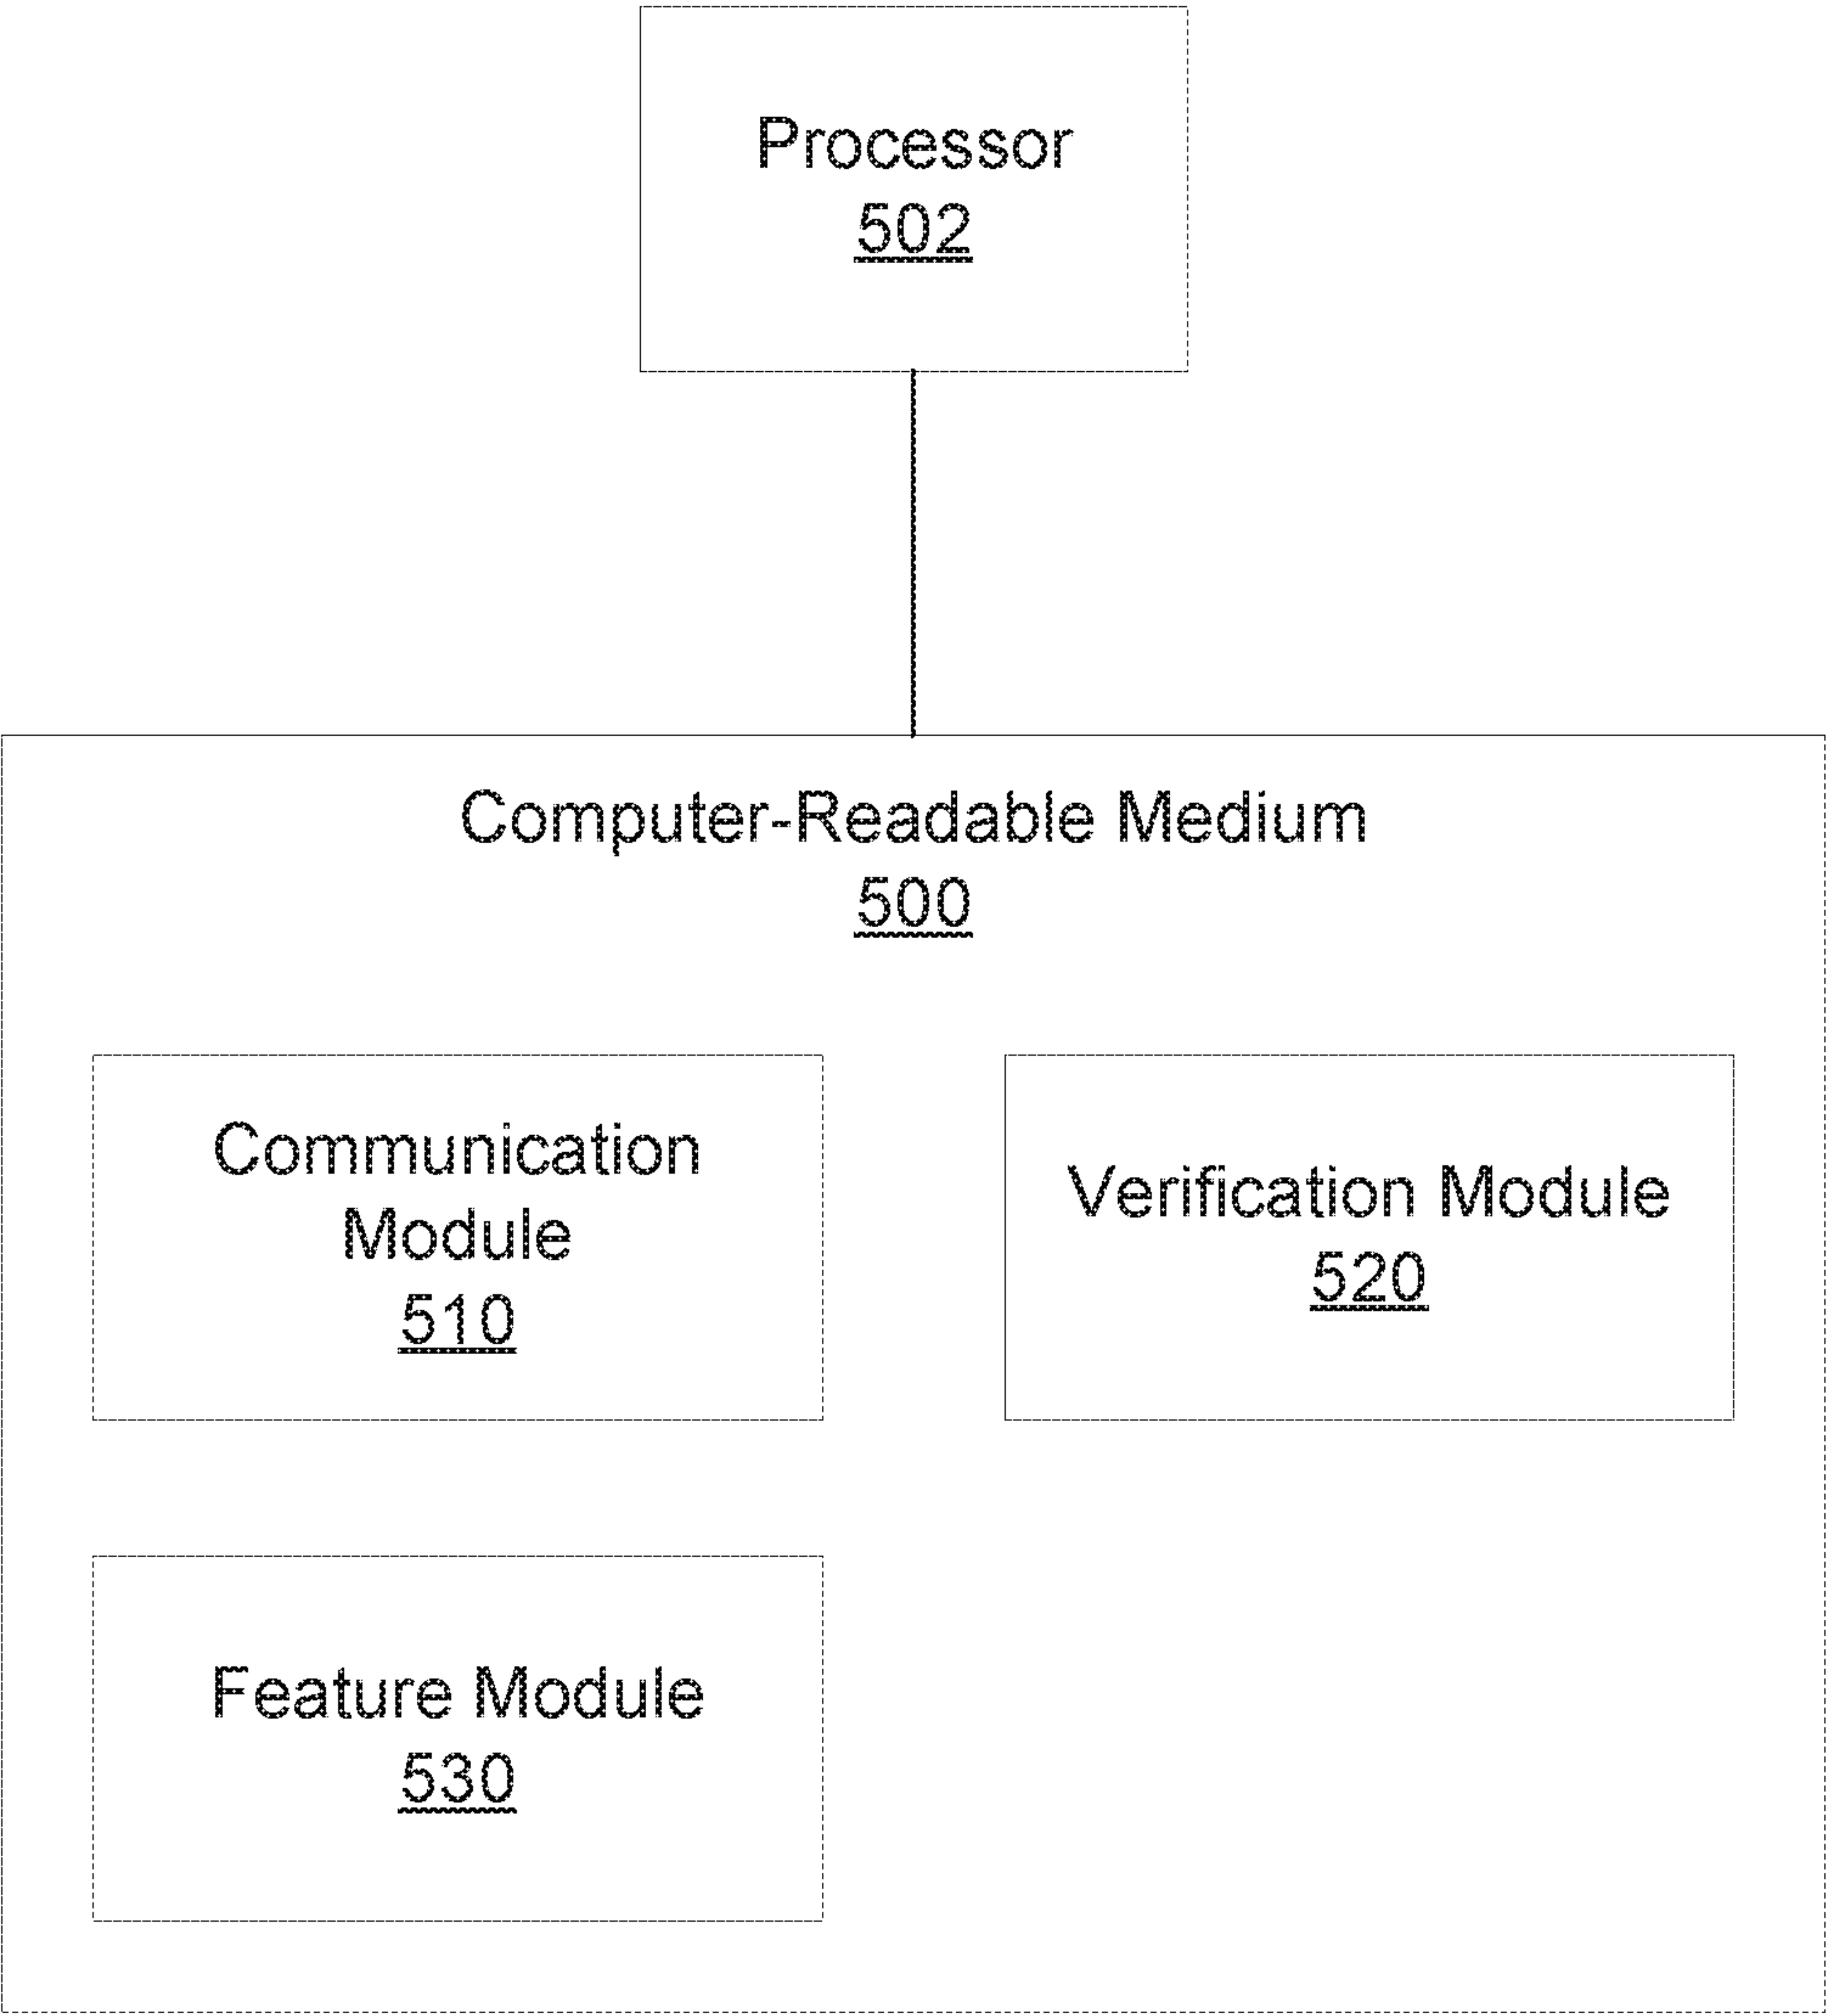 Processor
502
Computer-Readable Medium
500
Communication
Module
510
Verification Module
520
Feature Module
530